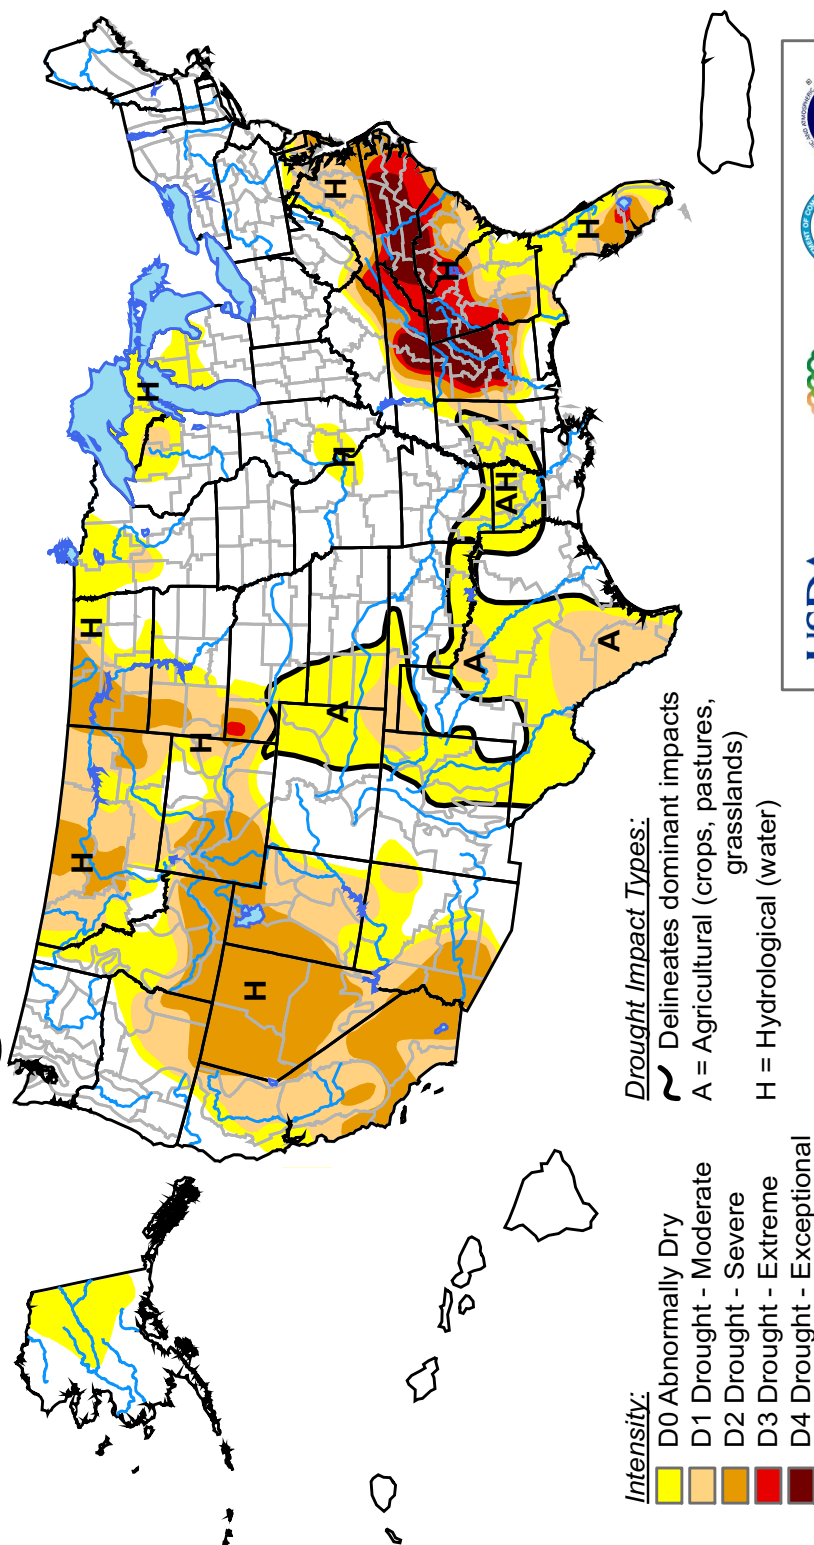 H
H
H
H
H
H
H
H
H
H
A
A
A
AH
Intensity:
D0 Abnormally Dry
D1 Drought - Moderate
D2 Drought - Severe
D3 Drought - Extreme
D4 Drought - Exceptional
Drought Impact Types:
Delineates dominant impacts
A = Agricultural (crops, pastures,
grasslands)
H = Hydrological (water)